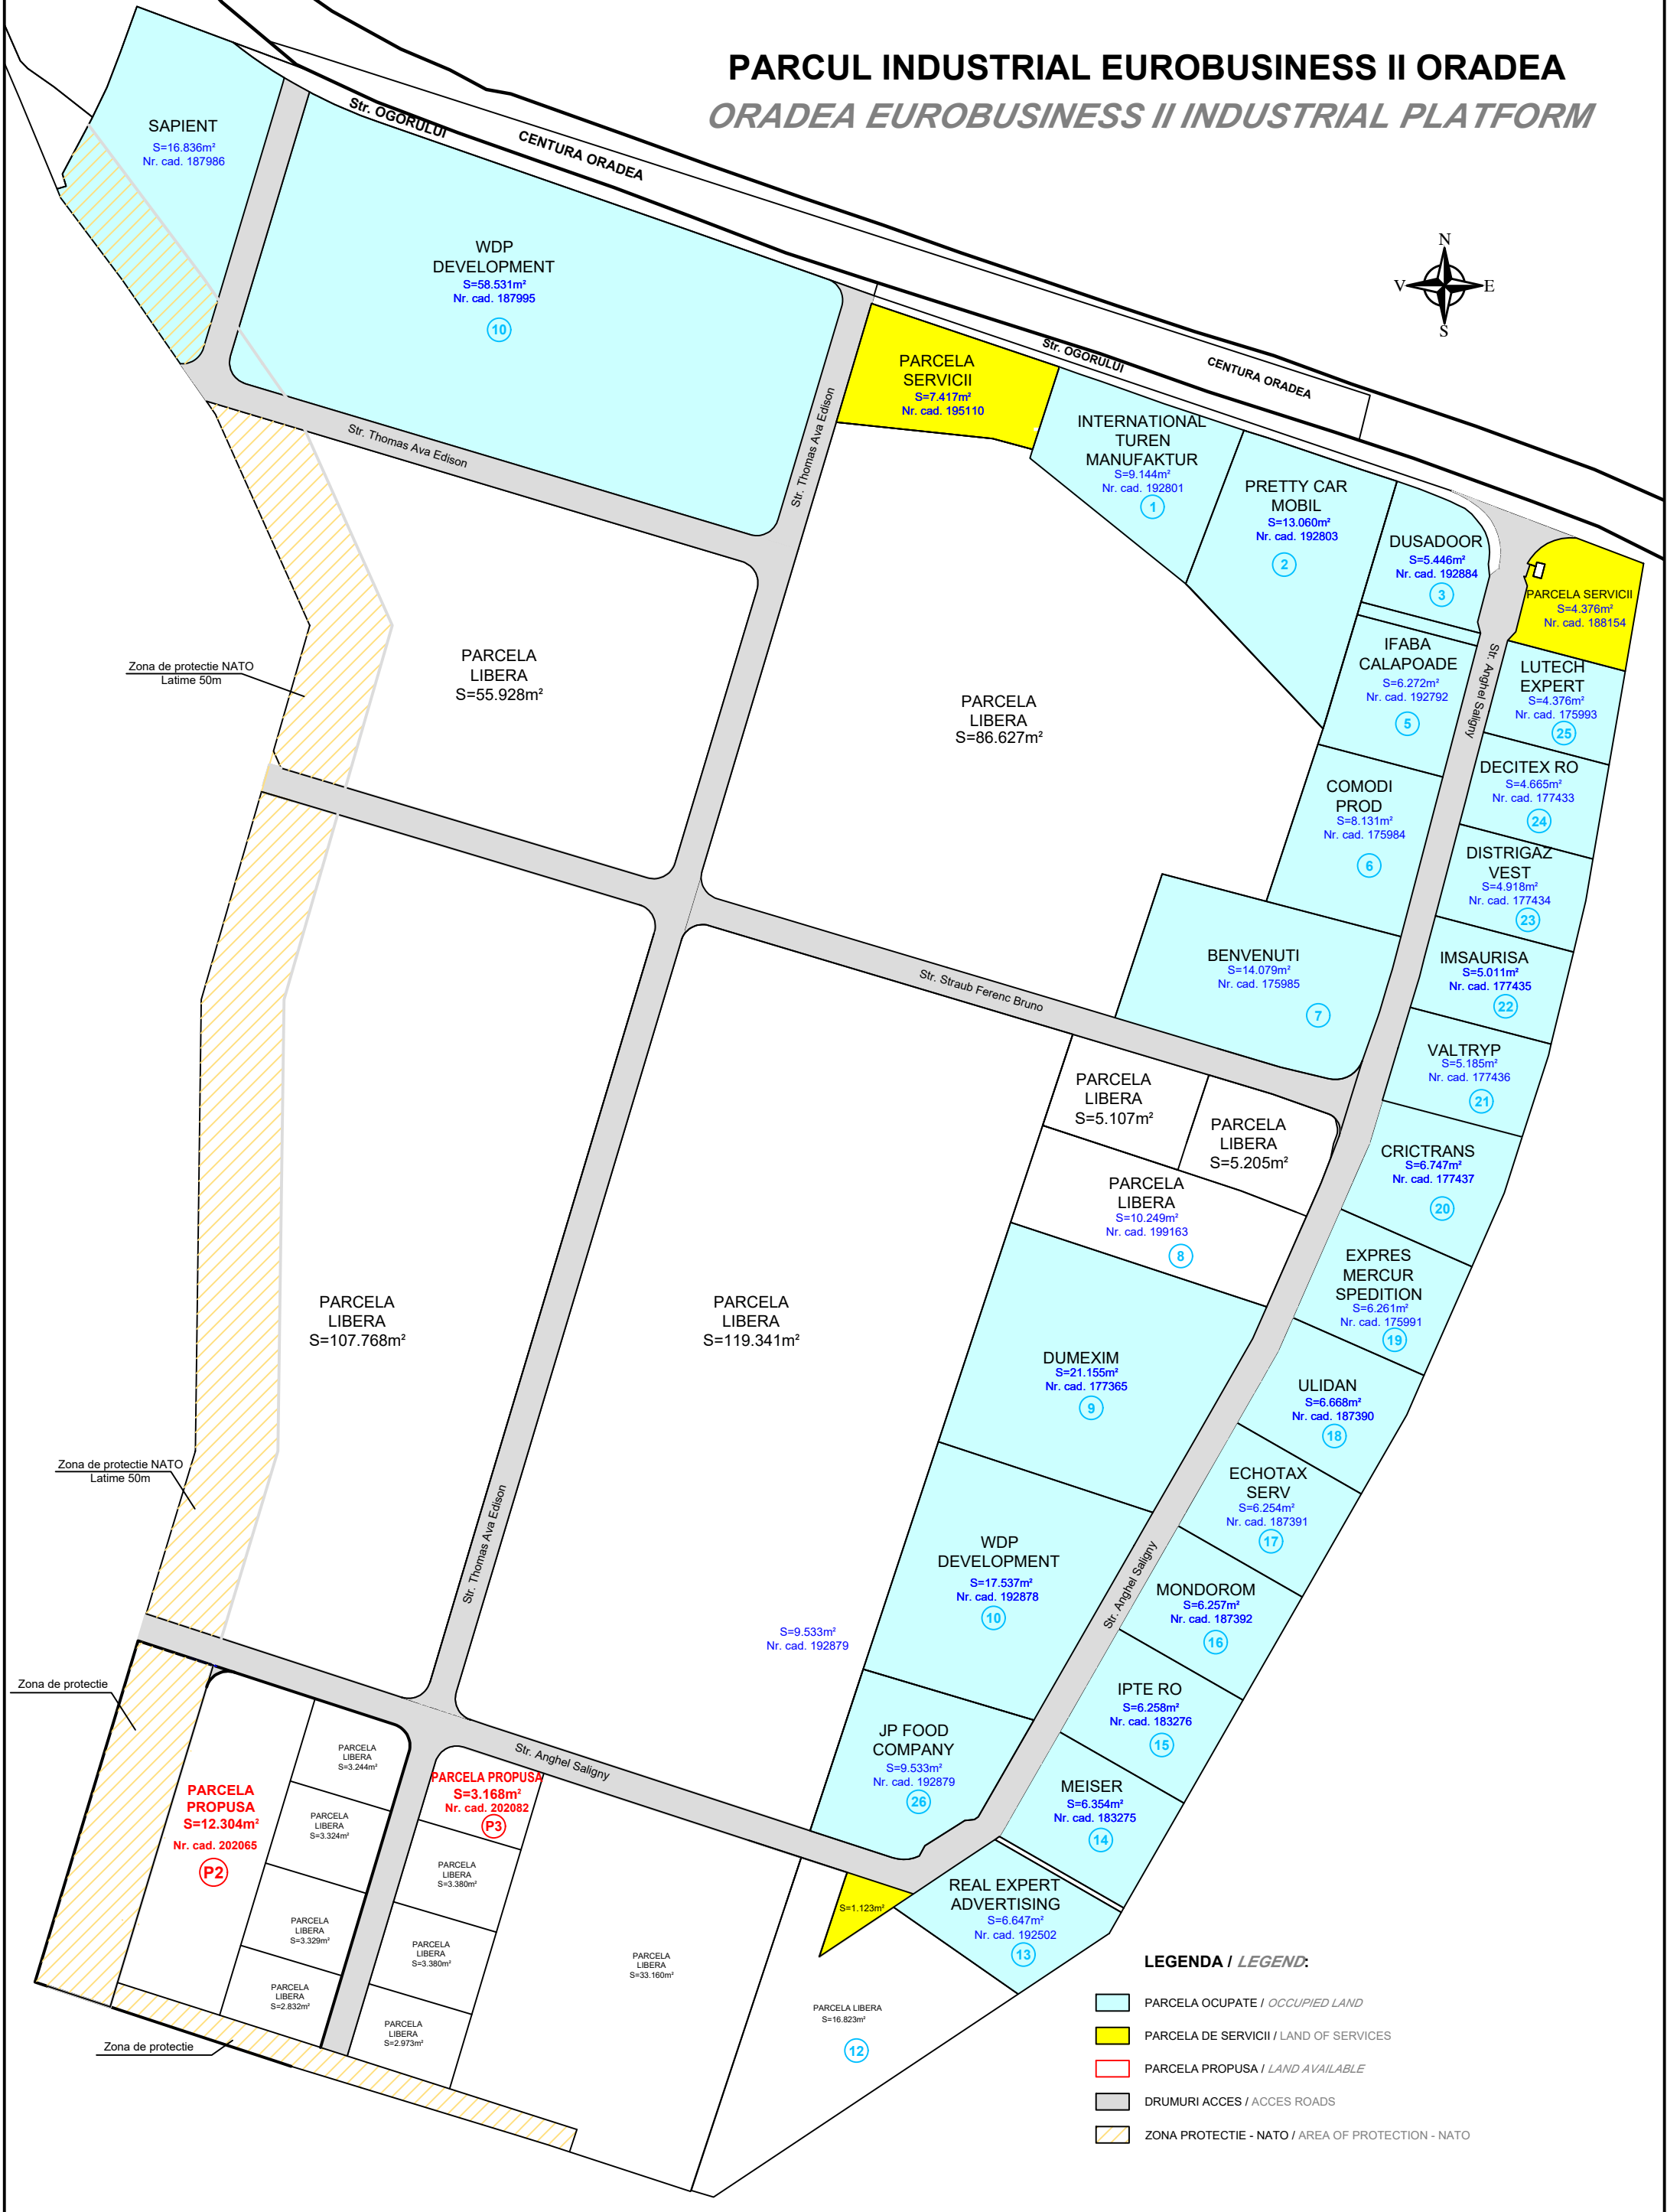 PARCUL INDUSTRIAL EUROBUSINESS II ORADEA
ORADEA EUROBUSINESS II INDUSTRIAL PLATFORM
SAPIENT
S=16.836m²
Nr. cad. 187986
Str. OGORULUI
CENTURA ORADEA
WDP
DEVELOPMENT
S=58.531m²
Nr. cad. 187995
10
N
V
E
S
Str. OGORULUI
CENTURA ORADEA
PARCELA
SERVICII
S=7.417m²
Nr. cad. 195110
Str. Thomas Ava Edison
Str. Thomas Ava Edison
INTERNATIONAL
TUREN
MANUFAKTUR
S=9.144m²
Nr. cad. 192801
1
PRETTY CAR
MOBIL
S=13.060m²
Nr. cad. 192803
2
DUSADOOR
S=5.446m²
Nr. cad. 192884
3
PARCELA SERVICII
S=4.376m²
Nr. cad. 188154
IFABA
CALAPOADE
S=6.272m²
Nr. cad. 192792
5
Str. Anghel Saligny
LUTECH
EXPERT
S=4.376m²
Nr. cad. 175993
25
Zona de protectie NATO
Latime 50m
PARCELA
LIBERA
S=55.928m²
PARCELA
LIBERA
S=86.627m²
DECITEX RO
S=4.665m²
Nr. cad. 177433
24
COMODI
PROD
S=8.131m²
Nr. cad. 175984
6
DISTRIGAZ
VEST
S=4.918m²
Nr. cad. 177434
23
BENVENUTI
S=14.079m²
Nr. cad. 175985
7
IMSAURISA
S=5.011m²
Nr. cad. 177435
22
Str. Straub Ferenc Bruno
VALTRYP
S=5.185m²
Nr. cad. 177436
21
PARCELA
LIBERA
S=5.107m²
PARCELA
LIBERA
S=5.205m²
CRICTRANS
S=6.747m²
Nr. cad. 177437
20
PARCELA
LIBERA
S=10.249m²
Nr. cad. 199163
8
EXPRES
MERCUR
SPEDITION
S=6.261m²
Nr. cad. 175991
19
PARCELA
LIBERA
S=107.768m²
PARCELA
LIBERA
S=119.341m²
DUMEXIM
S=21.155m²
Nr. cad. 177365
9
ULIDAN
S=6.668m²
Nr. cad. 187390
18
Zona de protectie NATO
Latime 50m
ECHOTAX
SERV
S=6.254m²
Nr. cad. 187391
17
Str. Thomas Ava Edison
WDP
DEVELOPMENT
S=17.537m²
Nr. cad. 192878
10
Str. Anghel Saligny
MONDOROM
S=6.257m²
Nr. cad. 187392
16
S=9.533m²
Nr. cad. 192879
IPTE RO
S=6.258m²
Nr. cad. 183276
15
Zona de protectie
JP FOOD
COMPANY
S=9.533m²
Nr. cad. 192879
26
Str. Anghel Saligny
MEISER
S=6.354m²
Nr. cad. 183275
14
PARCELA
LIBERA
S=3.244m²
PARCELA PROPUSA
S=3.168m²
Nr. cad. 202082
P3
PARCELA
PROPUSA
S=12.304m²
Nr. cad. 202065
P2
PARCELA
LIBERA
S=3.324m²
PARCELA
LIBERA
S=3.380m²
REAL EXPERT
ADVERTISING
S=6.647m²
Nr. cad. 192502
13
S=1.123m²
PARCELA
LIBERA
S=3.329m²
PARCELA
LIBERA
S=3.380m²
PARCELA
LIBERA
S=33.160m²
PARCELA
LIBERA
S=2.832m²
PARCELA
LIBERA
S=2.973m²
PARCELA LIBERA
S=16.823m²
12
Zona de protectie
LEGENDA / LEGEND:
PARCELA OCUPATE / OCCUPIED LAND
PARCELA DE SERVICII / LAND OF SERVICES
PARCELA PROPUSA / LAND AVAILABLE
DRUMURI ACCES / ACCES ROADS
ZONA PROTECTIE - NATO / AREA OF PROTECTION - NATO